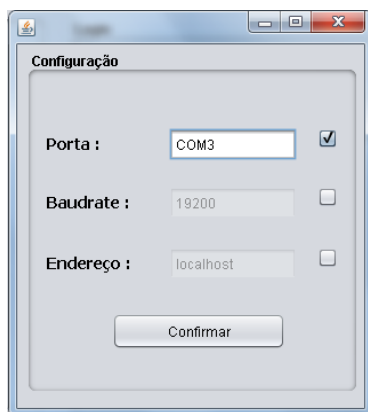 Configuração
Porta : COM3
Baudrate : 19200
Endereço : localhost
Confirmar